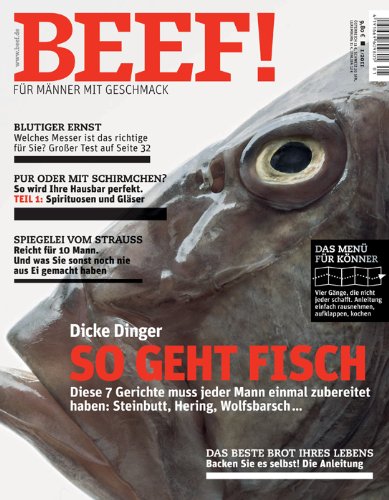 www.beef.de
BEEF!
FÜR MÄNNER MIT GESCHMACK
9,80 € ■ 1/2011
BLUTIGER ERNST
Welches Messer ist das richtige
für Sie? Großer Test auf Seite 32
PUR ODER MIT SCHIRMCHEN?
So wird Ihre Hausbar perfekt.
TEIL 1: Spirituosen und Gläser
SPIEGELEI VOM STRAUSS
Reicht für 10 Mann.
Und was Sie sonst noch nie
aus Ei gemacht haben
DAS MENÜ
FÜR KÖNNER
Vier Gänge, die nicht
jeder schafft. Anleitung
einfach rausnehmen,
aufklappen, kochen
Dicke Dinger
SO GEHT FISCH
Diese 7 Gerichte muss jeder Mann einmal zubereitet
haben: Steinbutt, Hering, Wolfsbarsch ...
DAS BESTE BROT IHRES LEBENS
Backen Sie es selbst! Die Anleitung